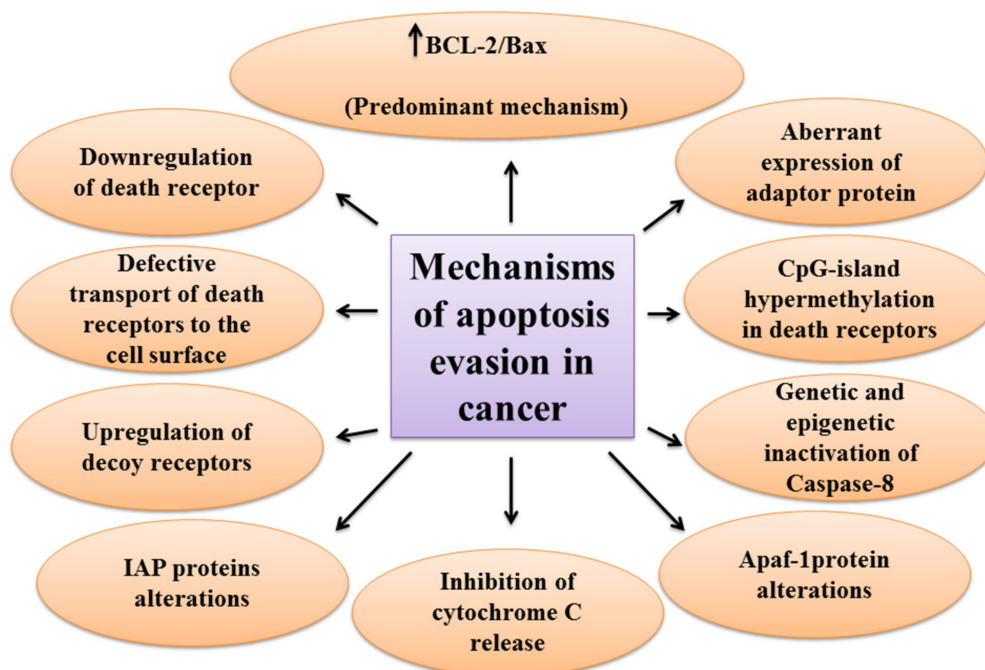 ↑BCL-2/Bax
(Predominant mechanism)
Downregulation
of death receptor
Aberrant
expression of
adaptor protein
Defective
transport of death
receptors to the
cell surface
Mechanisms
of apoptosis
evasion in
cancer
CpG-island
hypermethylation
in death receptors
Upregulation of
decoy receptors
Genetic and
epigenetic
inactivation of
Caspase-8
IAP proteins
alterations
Inhibition of
cytochrome C
release
Apaf-1protein
alterations